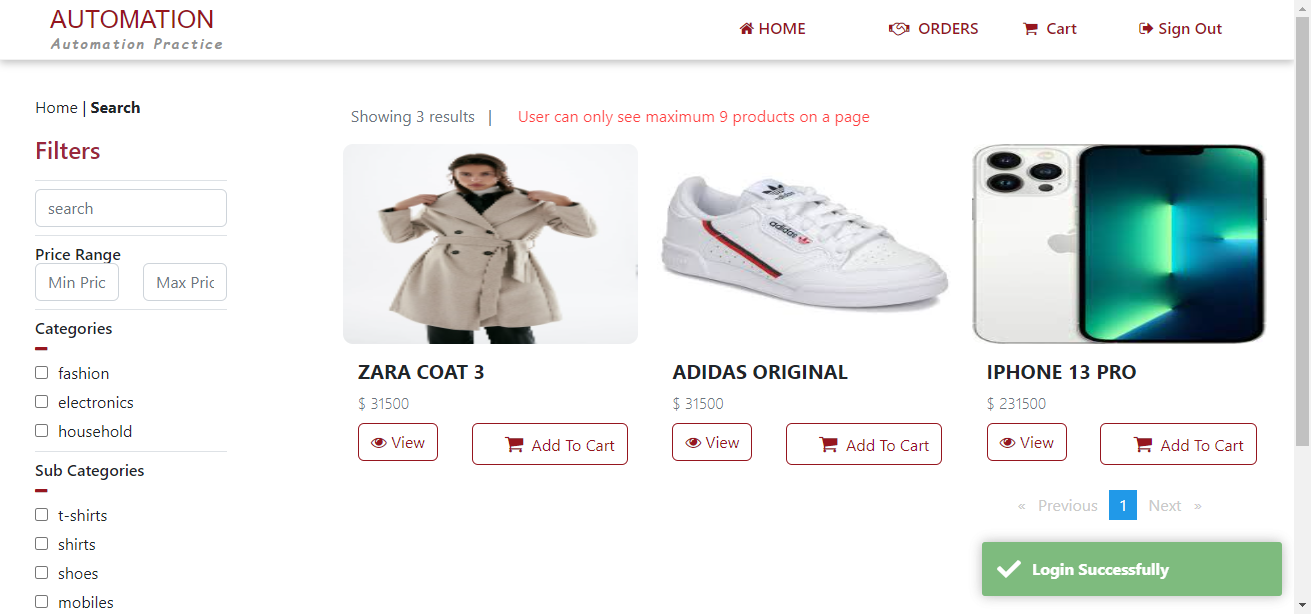 AUTOMATION
Automation Practice
HOME
ORDERS
Cart
Sign Out
Home | Search
Filters
search
Price Range
Min Pric
Max Pric
Categories
fashion
electronics
household
Sub Categories
t-shirts
shirts
shoes
mobiles
Showing 3 results |
User can only see maximum 9 products on a page
adidas
ZARA COAT 3
$ 31500
View
Add To Cart
ADIDAS ORIGINAL
$ 31500
View
Add To Cart
IPHONE 13 PRO
$ 231500
View
Add To Cart
« Previous 1 Next »
Login Successfully